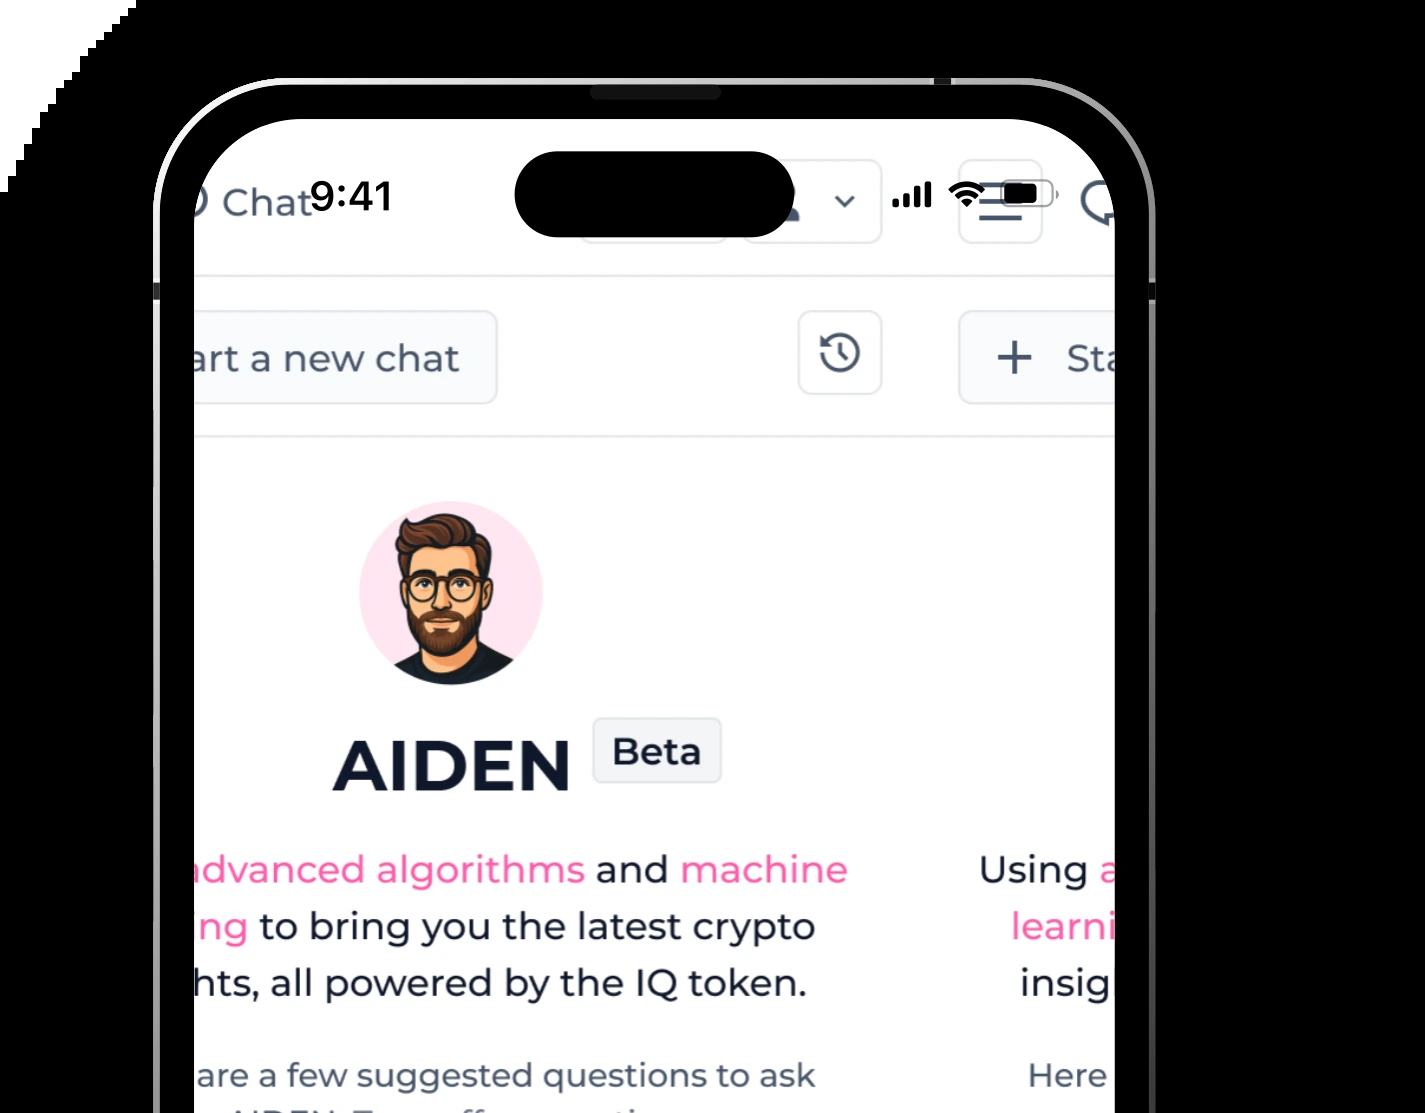 Chat 9:41
art a new chat
Sta
AIDEN Beta
advanced algorithms and machine
ng to bring you the latest crypto
hts, all powered by the IQ token.
Using a
learni
insig
are a few suggested questions to ask
Here